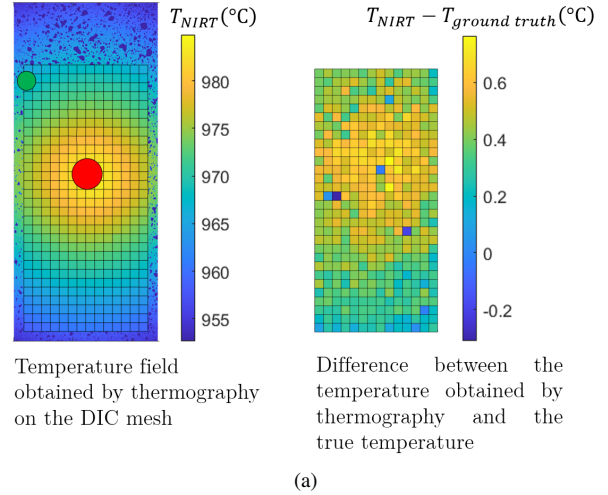 T_NIRT(°C)
980
975
970
965
960
955
Temperature field
obtained by thermography
on the DIC mesh
T_NIRT − T_ground truth(°C)
0.6
0.4
0.2
0
-0.2
Difference between the
temperature obtained by
thermography and the
true temperature
(a)